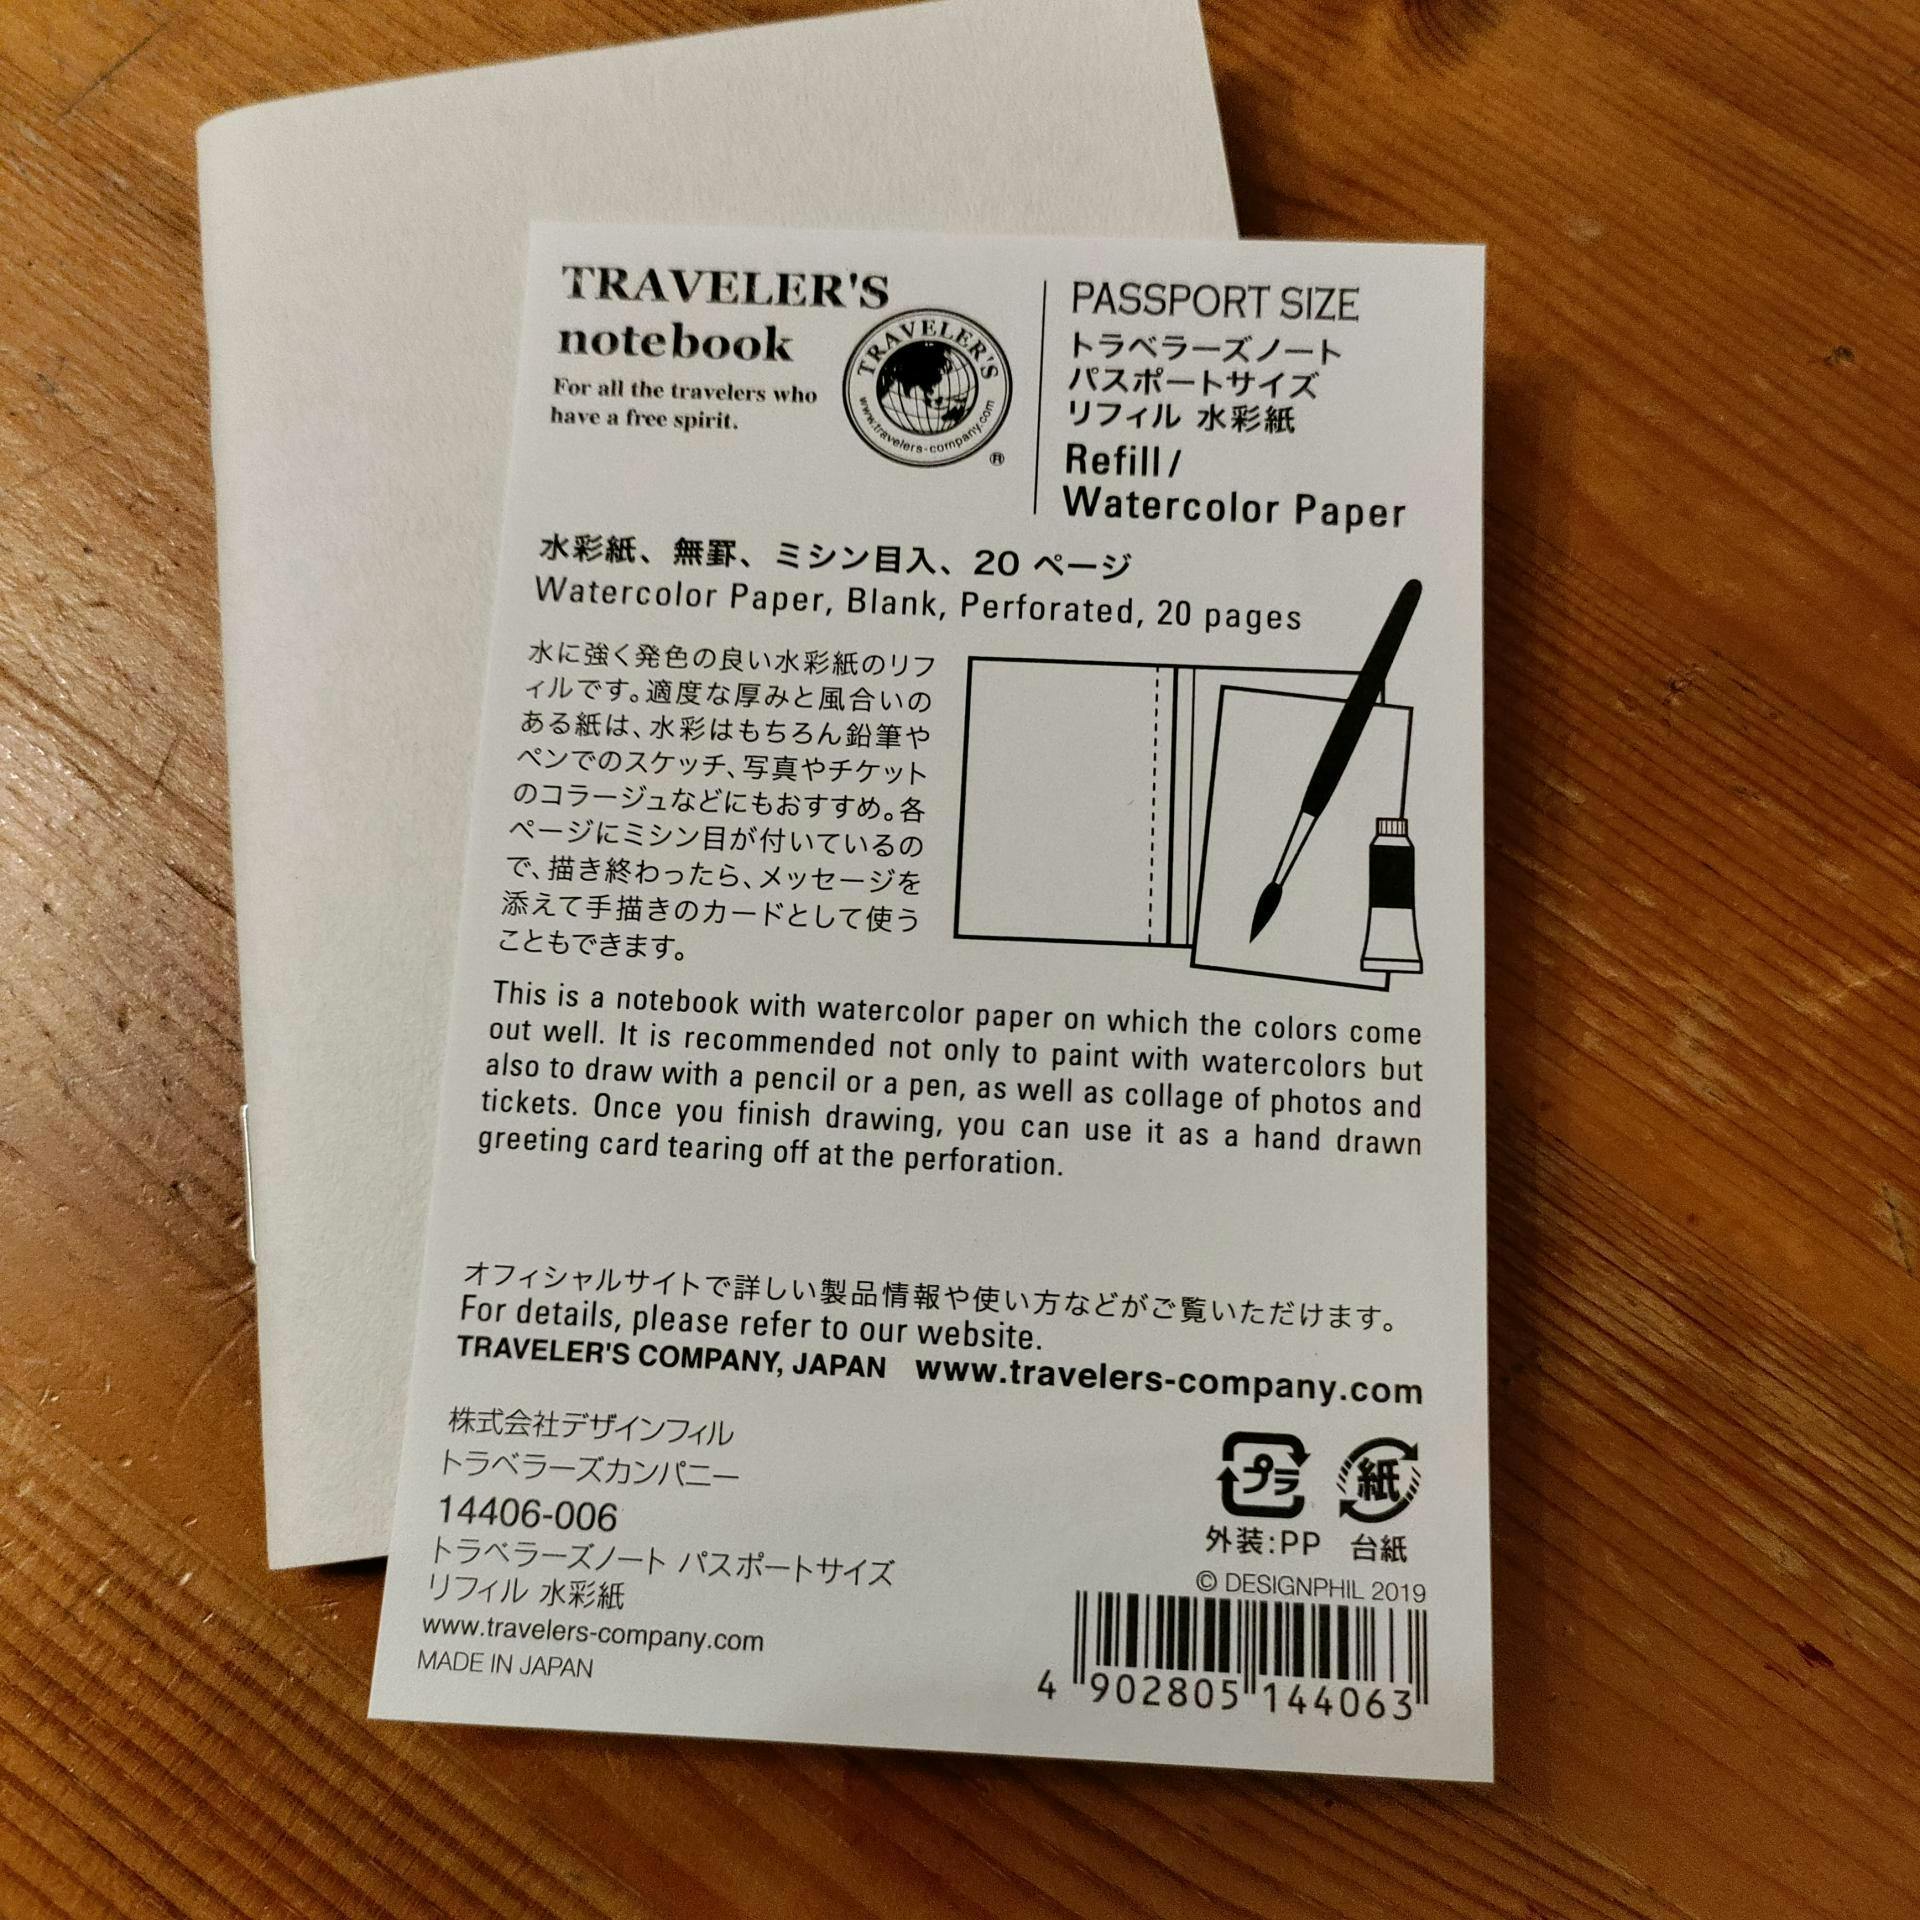 TRAVELER'S
notebook
For all the travelers who
have a free spirit.
TRAVELER'S
www.travelers-company.com
®
PASSPORT SIZE
トラベラーズノート
パスポートサイズ
リフィル 水彩紙
Refill/
Watercolor Paper
水彩紙、無罫、ミシン目入、20 ページ
Watercolor Paper, Blank, Perforated, 20 pages
水に強く発色の良い水彩紙のリフ
ィルです。適度な厚みと風合いの
ある紙は、水彩はもちろん鉛筆や
ペンでのスケッチ、写真やチケット
のコラージュなどにもおすすめ。各
ページにミシン目が付いているの
で、描き終わったら、メッセージを
添えて手描きのカードとして使う
こともできます。
This is a notebook with watercolor paper on which the colors come
out well. It is recommended not only to paint with watercolors but
also to draw with a pencil or a pen, as well as collage of photos and
tickets. Once you finish drawing, you can use it as a hand drawn
greeting card tearing off at the perforation.
オフィシャルサイトで詳しい製品情報や使い方などがご覧いただけます。
For details, please refer to our website.
TRAVELER'S COMPANY, JAPAN www.travelers-company.com
株式会社デザインフィル
トラベラーズカンパニー
14406-006
トラベラーズノート パスポートサイズ
リフィル 水彩紙
www.travelers-company.com
MADE IN JAPAN
プラ 紙
外装:PP 台紙
© DESIGNPHIL 2019
4 902805 144063